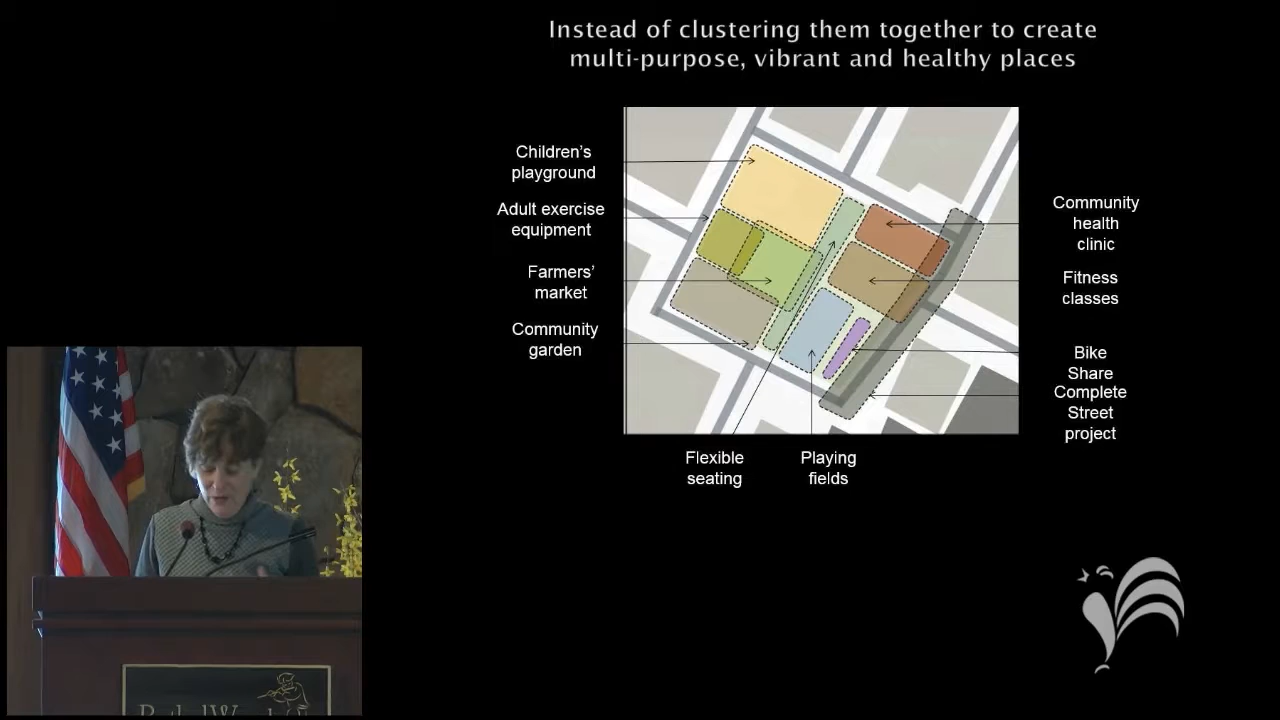 Instead of clustering them together to create
multi-purpose, vibrant and healthy places
Children's
playground
Adult exercise
equipment
Farmers'
market
Community
garden
Community
health
clinic
Fitness
classes
Bike
Share
Complete
Street
project
Flexible
seating
Playing
fields